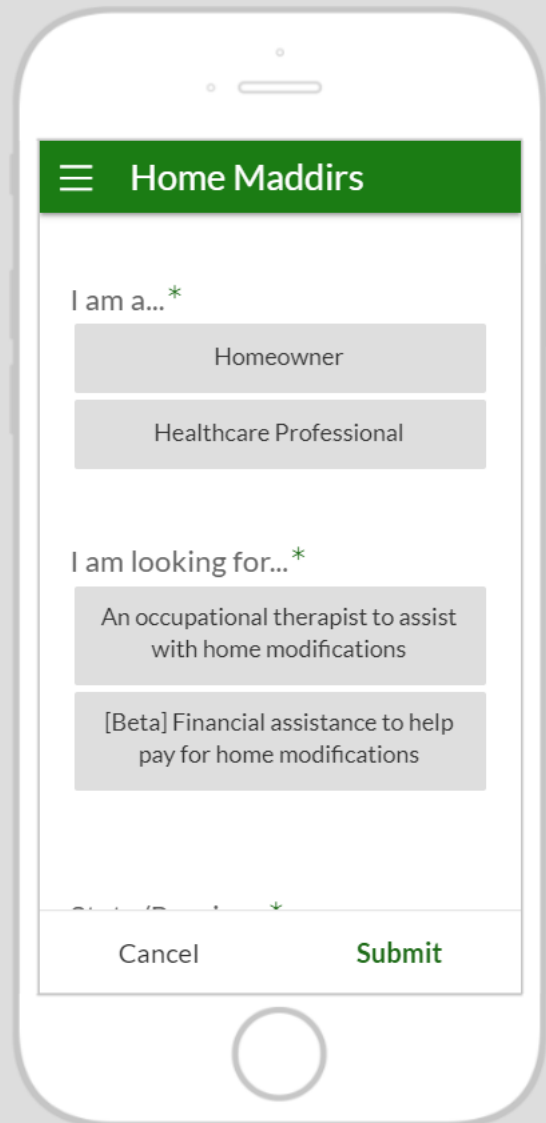 Home Maddirs
I am a...*
Homeowner
Healthcare Professional
I am looking for...*
An occupational therapist to assist
with home modifications
[Beta] Financial assistance to help
pay for home modifications
Cancel
Submit